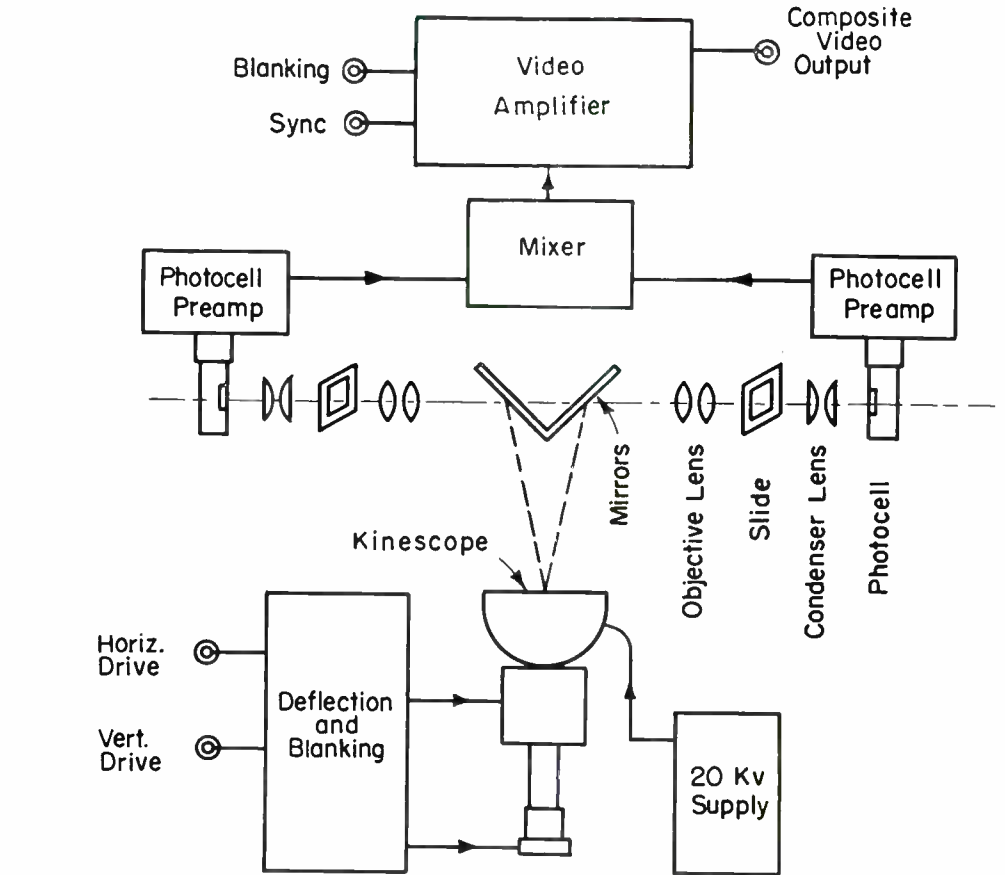 Composite
Video
Output
Blanking
Sync
Video
Amplifier
Mixer
Photocell
Preamp
Photocell
Preamp
Mirrors
Objective Lens
Slide
Condenser Lens
Photocell
Kinescope
Horiz.
Drive
Vert.
Drive
Deflection
and
Blanking
20 Kv
Supply